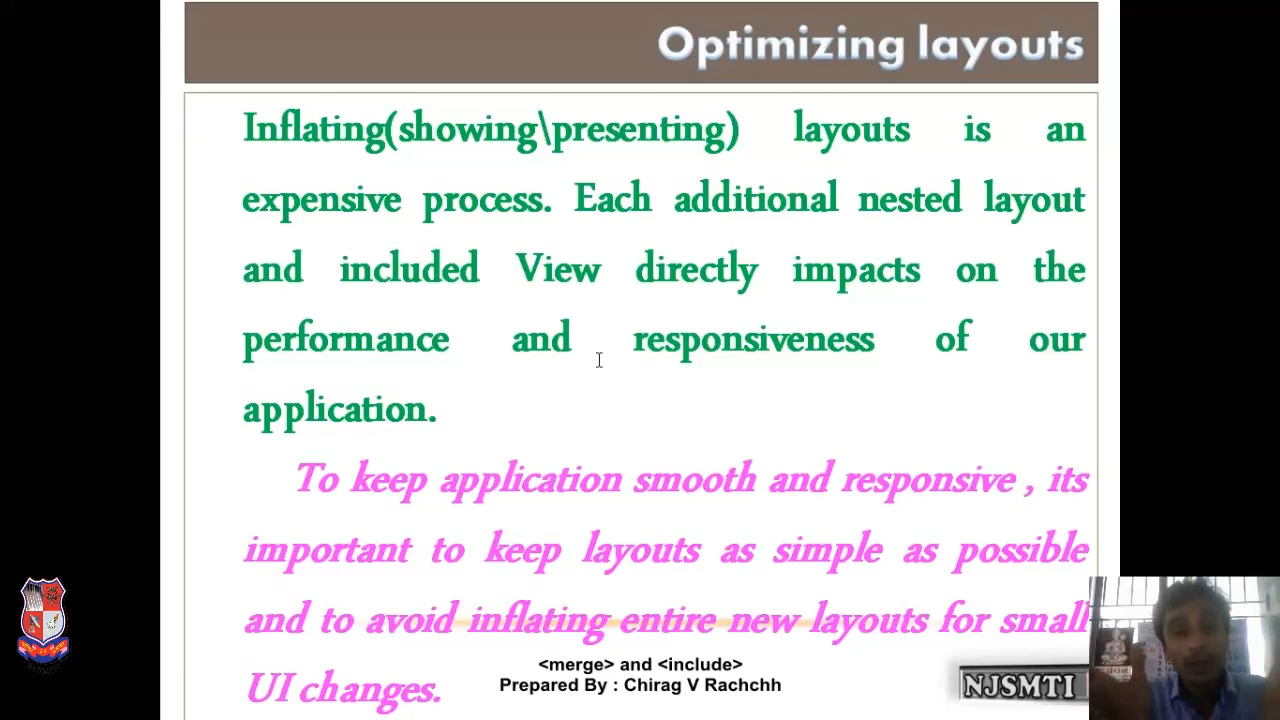 Optimizing layouts
Inflating(showing\presenting) layouts is an
expensive process. Each additional nested layout
and included View directly impacts on the
performance and responsiveness of our
application.
To keep application smooth and responsive , its
important to keep layouts as simple as possible
and to avoid inflating entire new layouts for small
UI changes.
<merge> and <include>
Prepared By : Chirag V Rachchh
NJSMTI